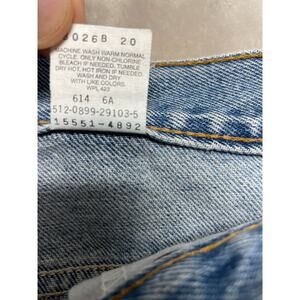 026B 20
MACHINE WASH WARM NORMAL
CYCLE. ONLY NON-CHLORINE
BLEACH IF NEEDED. TUMBLE
DRY HOT. HOT IRON IF NEEDED.
WASH AND DRY
WITH LIKE COLORS.
WPL 423
614 6A
512-0899-29103-5
15551-4892